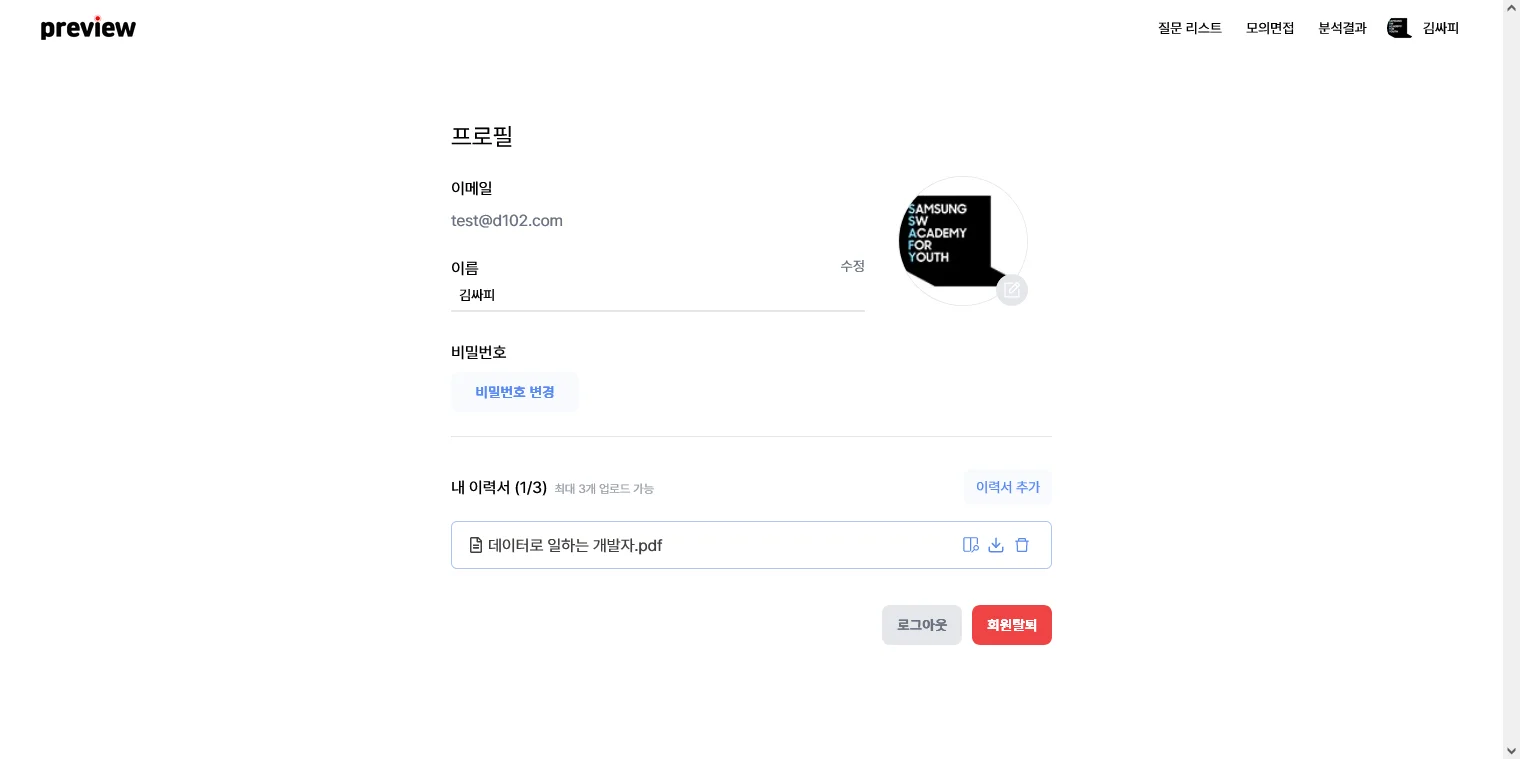 preview
질문 리스트 모의면접 분석결과 김싸피
프로필
이메일
test@d102.com
SAMSUNG
SW
ACADEMY
FOR
YOUTH
이름 수정
김싸피
비밀번호
비밀번호 변경
내 이력서 (1/3) 최대 3개 업로드 가능 이력서 추가
데이터로 일하는 개발자.pdf
로그아웃 회원탈퇴